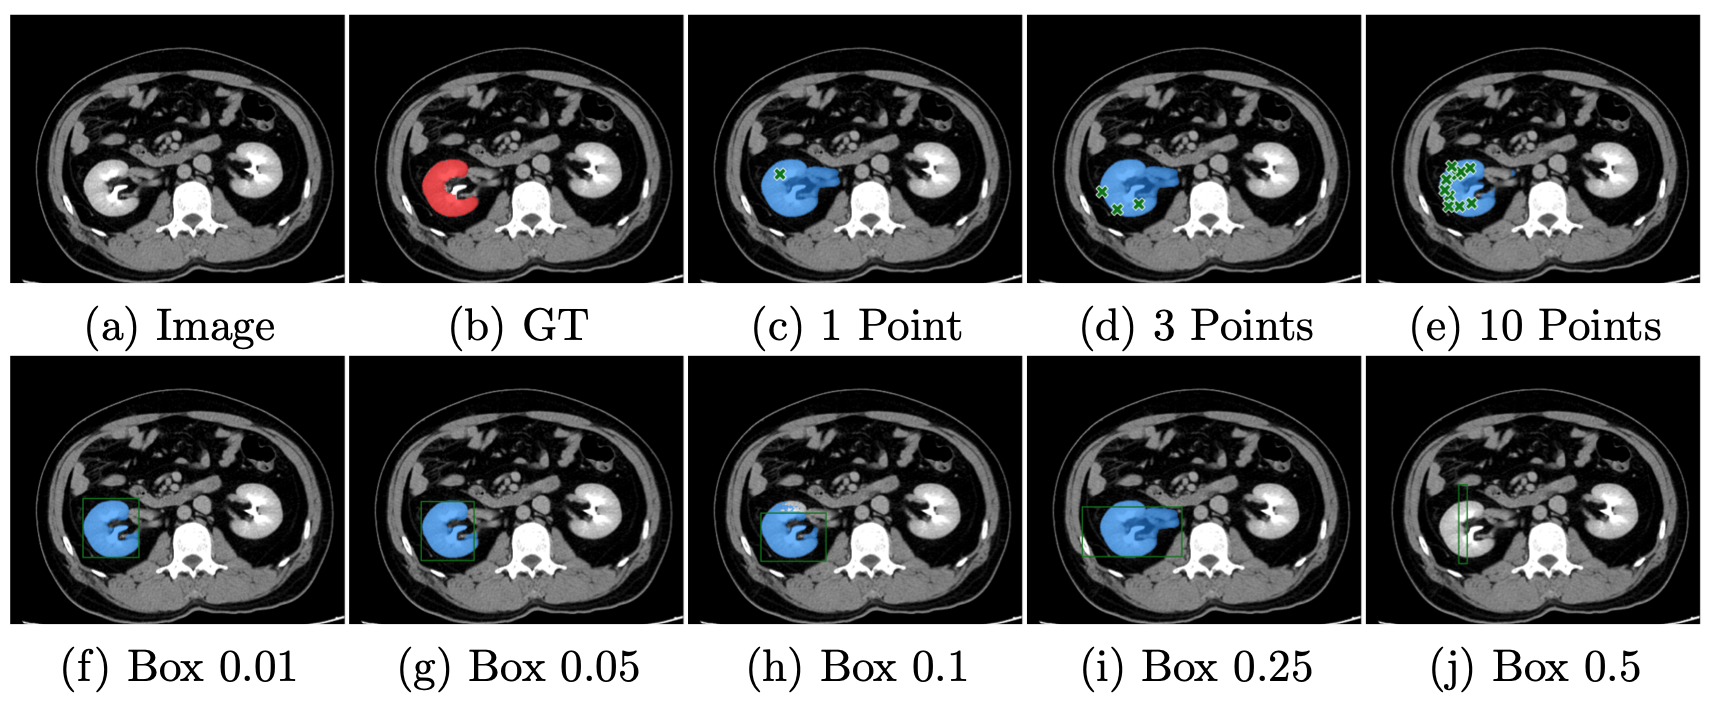 (a) Image
(b) GT
(c) 1 Point
(d) 3 Points
(e) 10 Points
(f) Box 0.01
(g) Box 0.05
(h) Box 0.1
(i) Box 0.25
(j) Box 0.5